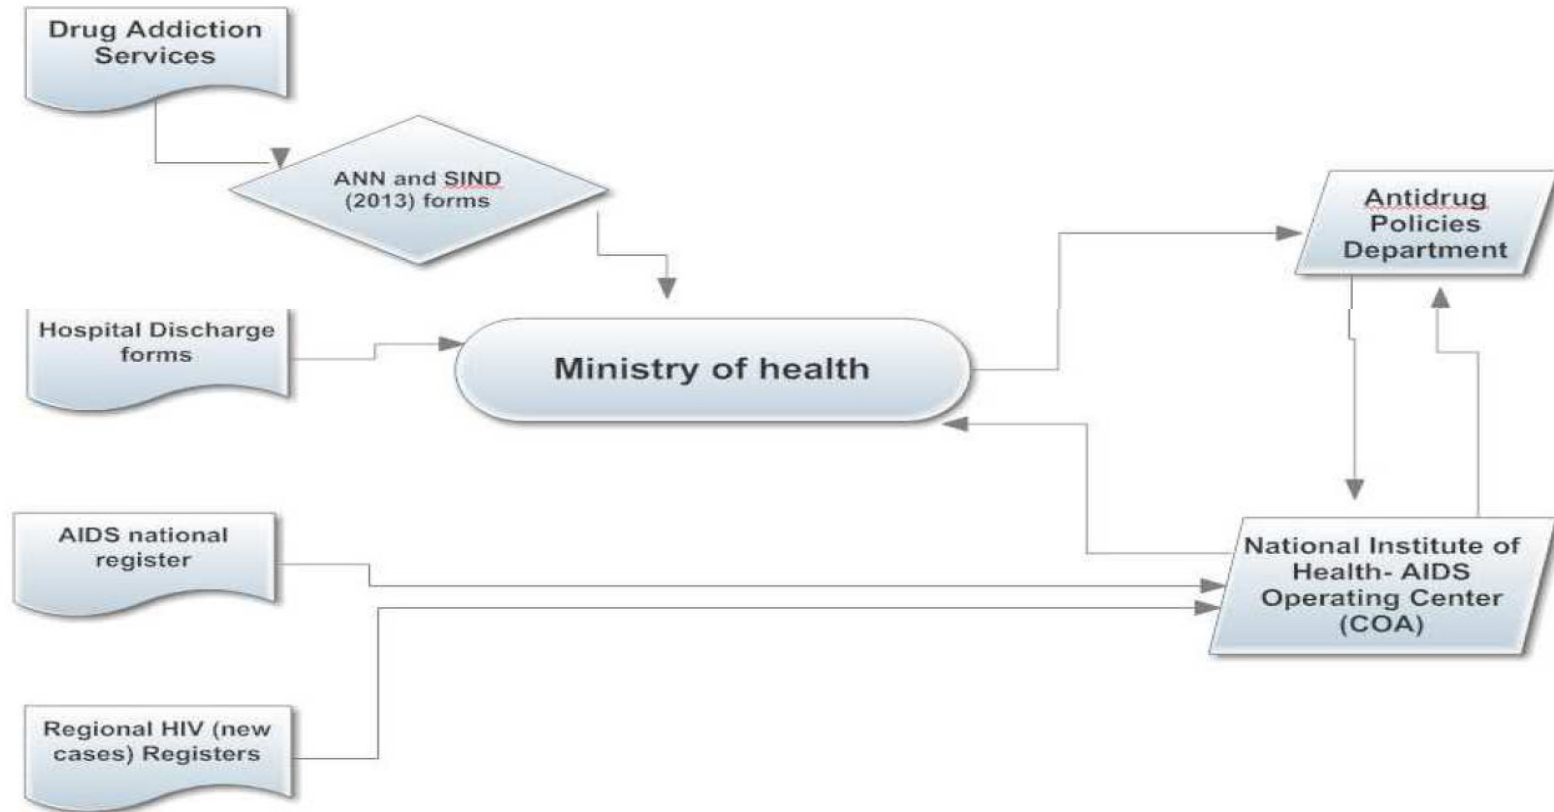 Drug Addiction
Services
ANN and SIND
(2013) forms
Antidrug
Policies
Department
Hospital Discharge
forms
Ministry of health
AIDS national
register
National Institute of
Health- AIDS
Operating Center
(COA)
Regional HIV (new
cases) Registers